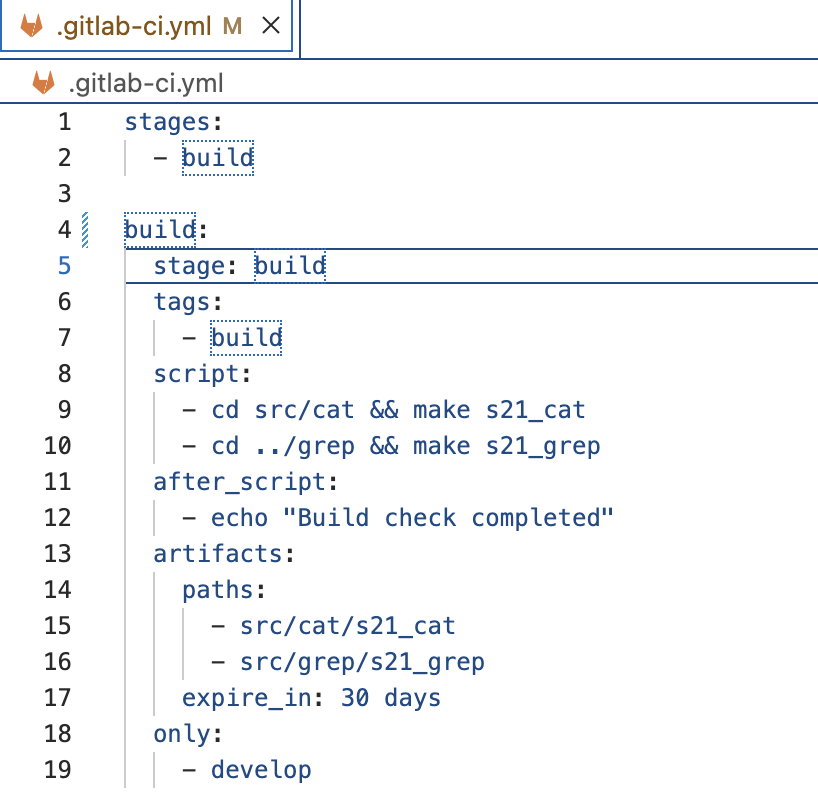 .gitlab-ci.yml M ×
.gitlab-ci.yml
1 stages:
2 - build
3
4 build:
5 stage: build
6 tags:
7 - build
8 script:
9 - cd src/cat && make s21_cat
10 - cd ../grep && make s21_grep
11 after_script:
12 - echo "Build check completed"
13 artifacts:
14 paths:
15 - src/cat/s21_cat
16 - src/grep/s21_grep
17 expire_in: 30 days
18 only:
19 - develop